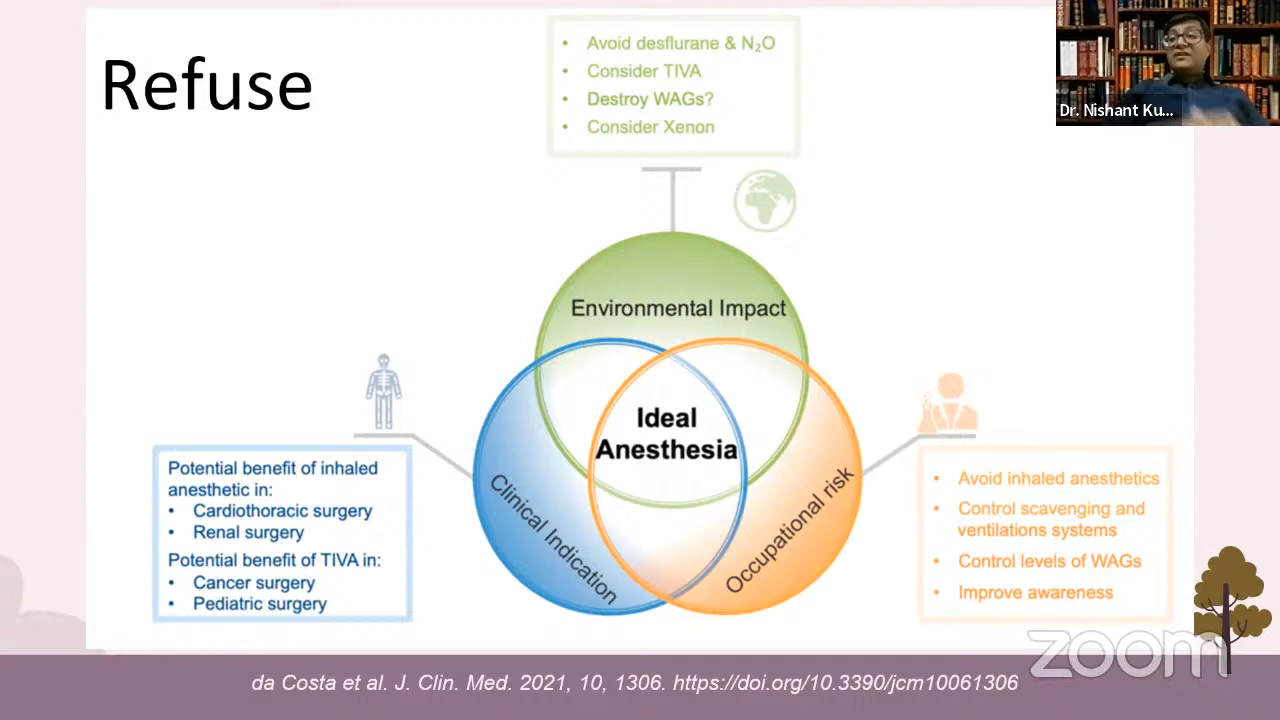 Refuse
• Avoid desflurane & N₂O
• Consider TIVA
• Destroy WAGs?
• Consider Xenon
Dr. Nishant Ku...
Environmental Impact
Ideal
Anesthesia
Clinical Indication
Occupational risk
Potential benefit of inhaled
anesthetic in:
• Cardiothoracic surgery
• Renal surgery
Potential benefit of TIVA in:
• Cancer surgery
• Pediatric surgery
• Avoid inhaled anesthetics
• Control scavenging and
ventilations systems
• Control levels of WAGs
• Improve awareness
zoom
da Costa et al. J. Clin. Med. 2021, 10, 1306. https://doi.org/10.3390/jcm10061306